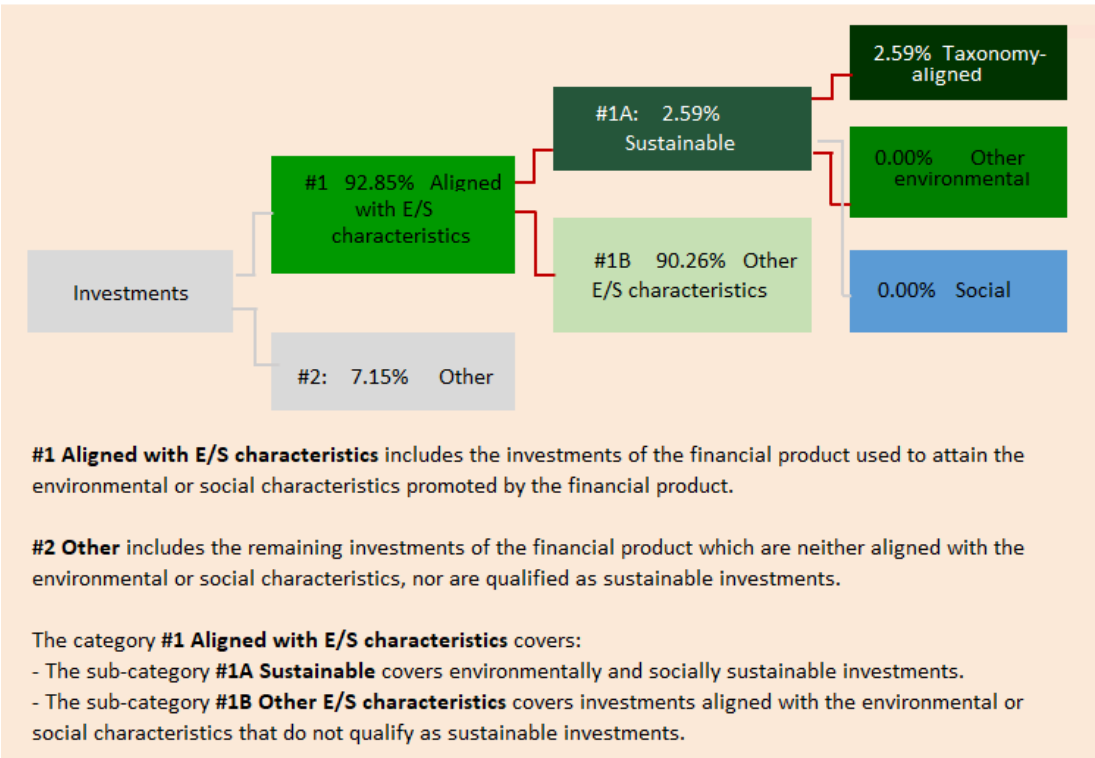 2.59% Taxonomy-
aligned
#1A: 2.59%
Sustainable
0.00% Other
environmental
#1 92.85% Aligned
with E/S
characteristics
#1B 90.26% Other
E/S characteristics
Investments
0.00% Social
#2: 7.15% Other
#1 Aligned with E/S characteristics includes the investments of the financial product used to attain the
environmental or social characteristics promoted by the financial product.
#2 Other includes the remaining investments of the financial product which are neither aligned with the
environmental or social characteristics, nor are qualified as sustainable investments.
The category #1 Aligned with E/S characteristics covers:
- The sub-category #1A Sustainable covers environmentally and socially sustainable investments.
- The sub-category #1B Other E/S characteristics covers investments aligned with the environmental or
social characteristics that do not qualify as sustainable investments.